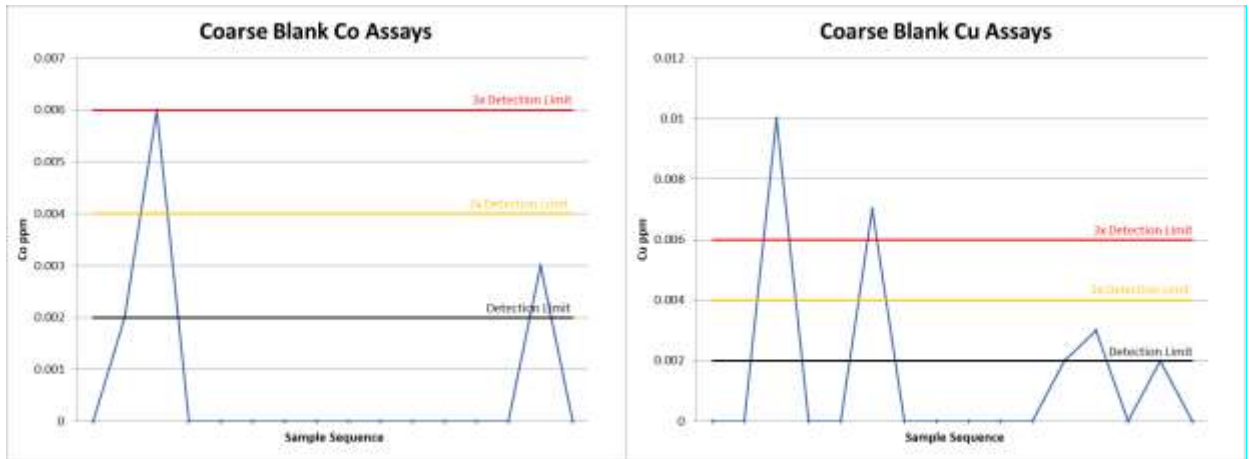 Coarse Blank Co Assays
0.007
0.006
0.005
0.004
0.003
0.002
0.001
0
Co ppm
3x Detection Limit
2x Detection Limit
Detection Limit
Sample Sequence
Coarse Blank Cu Assays
0.012
0.01
0.008
0.006
0.004
0.002
0
Cu ppm
3x Detection Limit
2x Detection Limit
Detection Limit
Sample Sequence